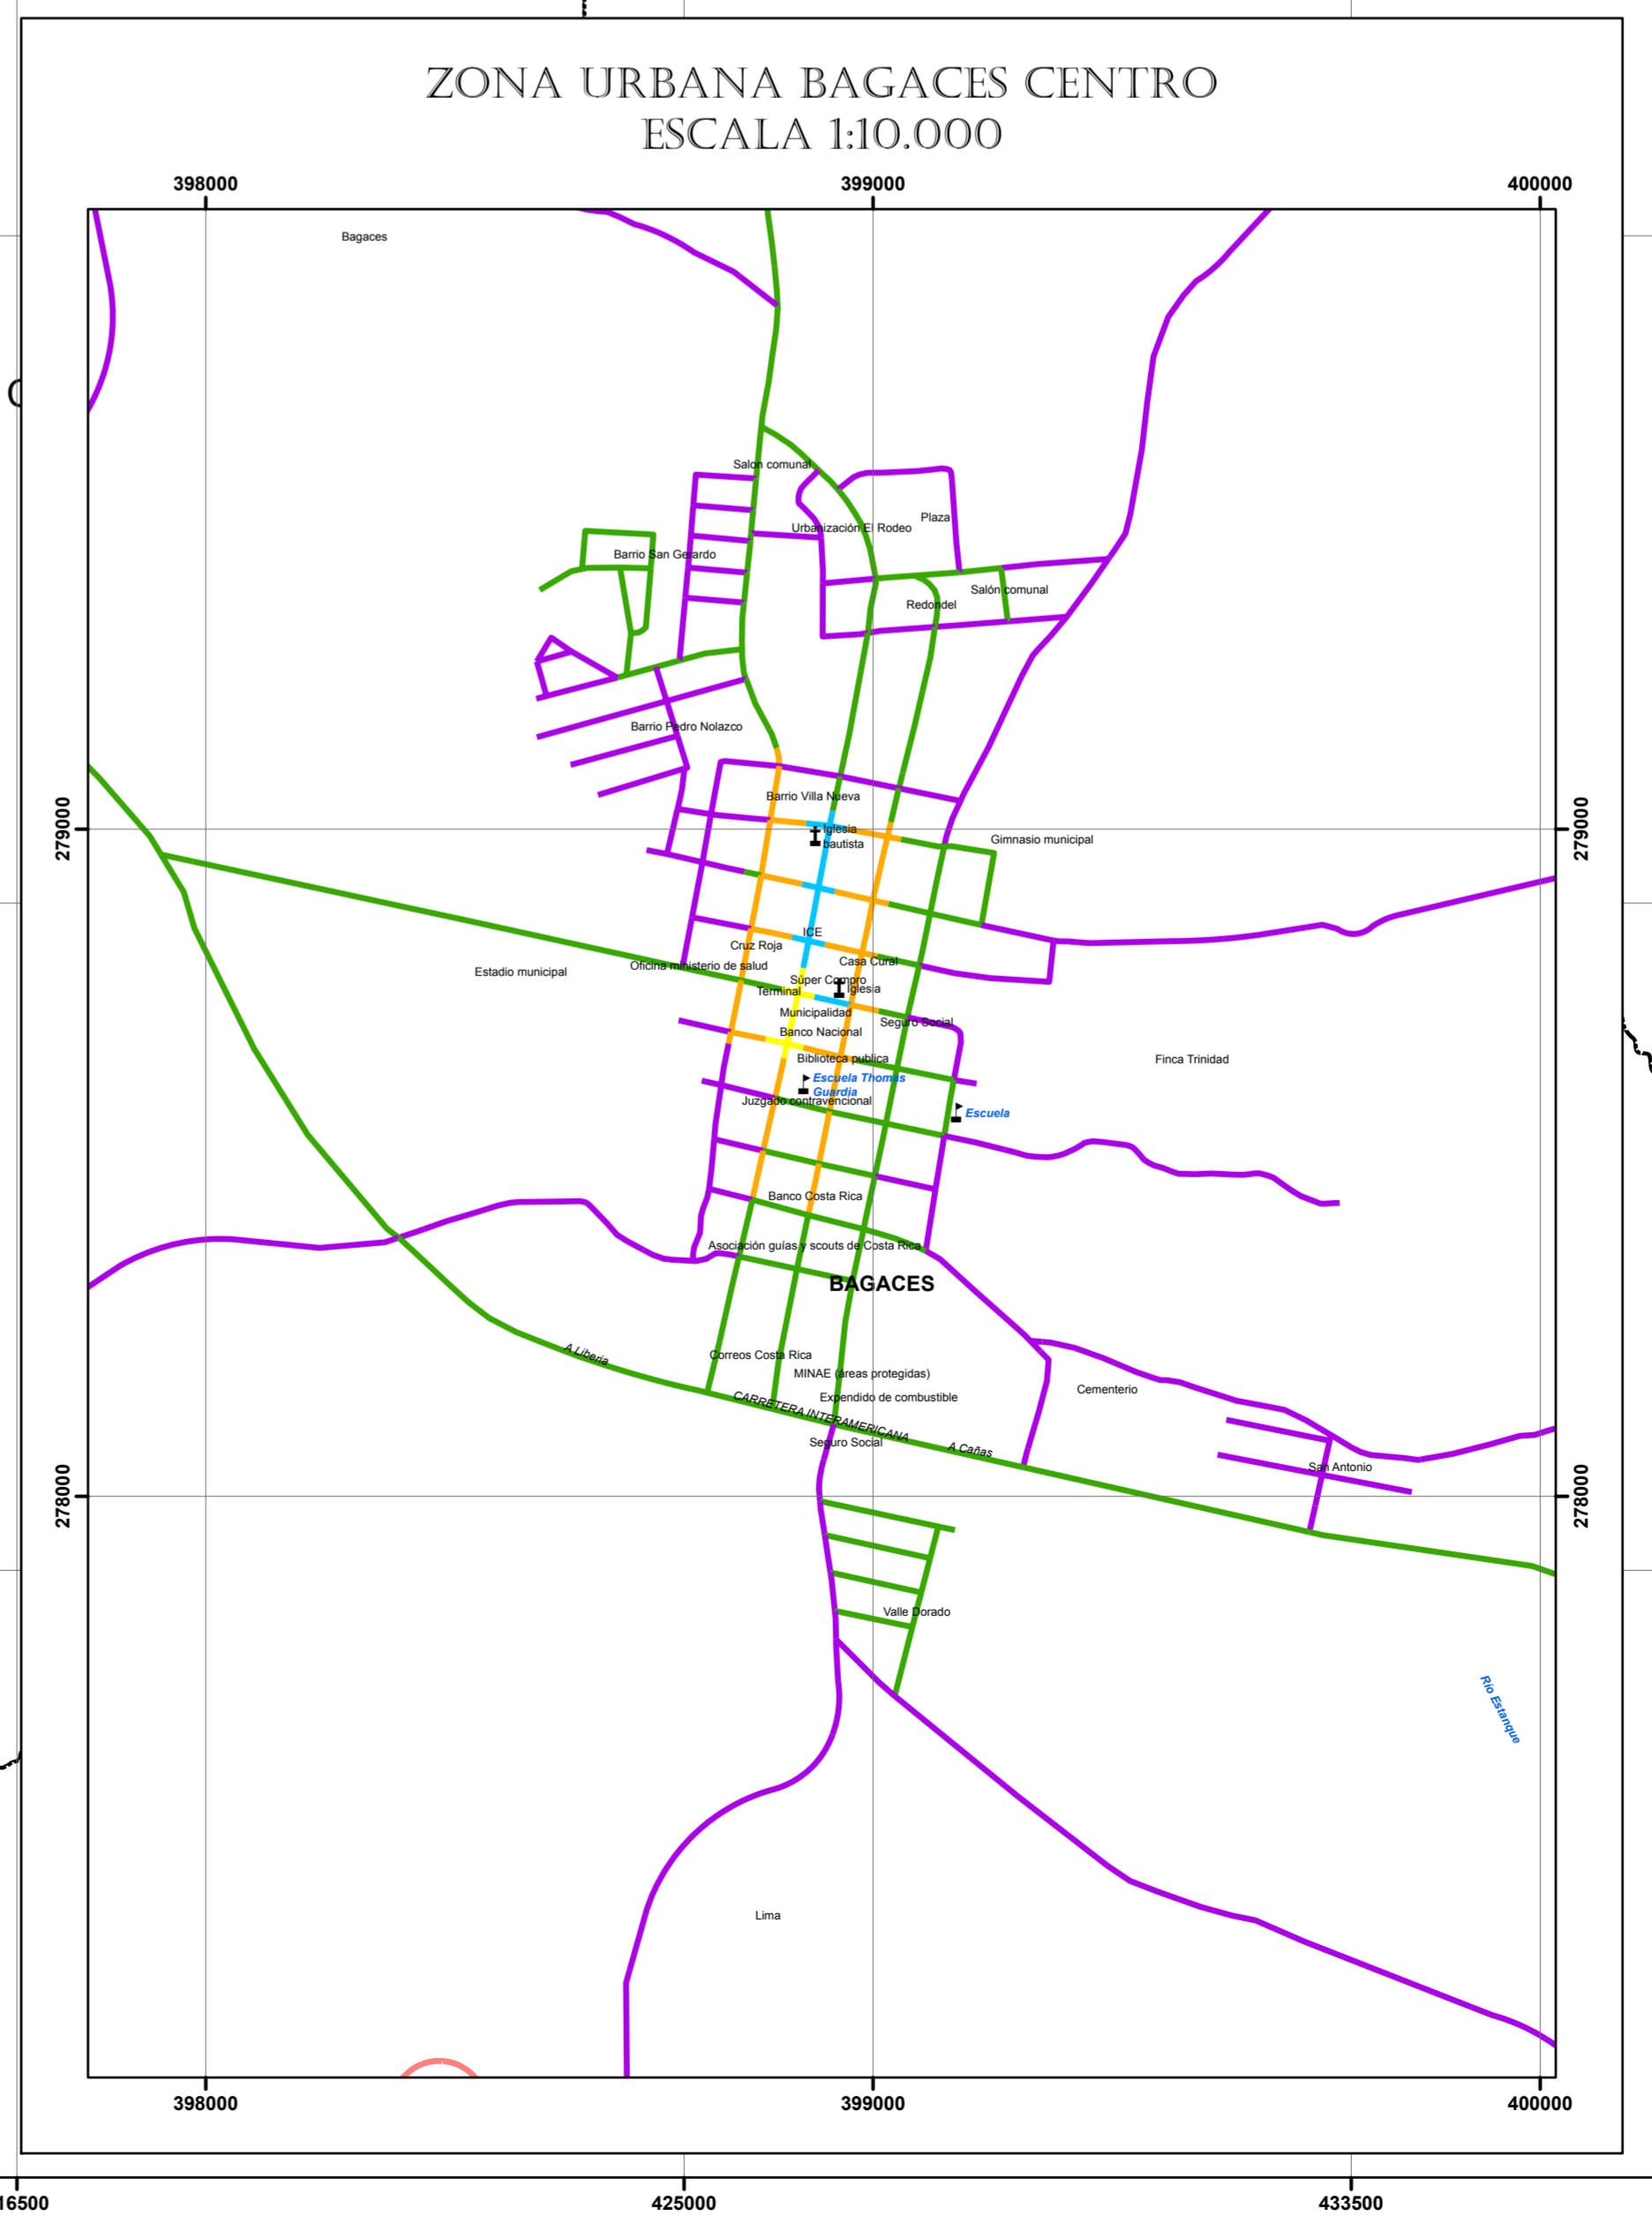 ZONA URBANA BAGACES CENTRO
ESCALA 1:10.000
398000
399000
400000
Bagaces
Salon comunal
Plaza
Urbanización El Rodeo
Barrio San Gerardo
Salón comunal
Redondel
Barrio Pedro Nolazco
Barrio Villa Nueva
279000
279000
Iglesia
bautista
Gimnasio municipal
ICE
Cruz Roja
Casa Cural
Oficina ministerio de salud
Estadio municipal
Súper Compro
Terminal
Iglesia
Municipalidad
Seguro Social
Banco Nacional
Biblioteca publica
Finca Trinidad
Escuela Thomas
Guardia
Juzgado contravencional
Escuela
Banco Costa Rica
Asociación guías y scouts de Costa Rica
BAGACES
A Liberia
Correos Costa Rica
MINAE (áreas protegidas)
Cementerio
Expendido de combustible
CARRETERA INTERAMERICANA
Seguro Social
A Cañas
San Antonio
278000
278000
Valle Dorado
Río Estanque
Lima
398000
399000
400000
16500
425000
433500